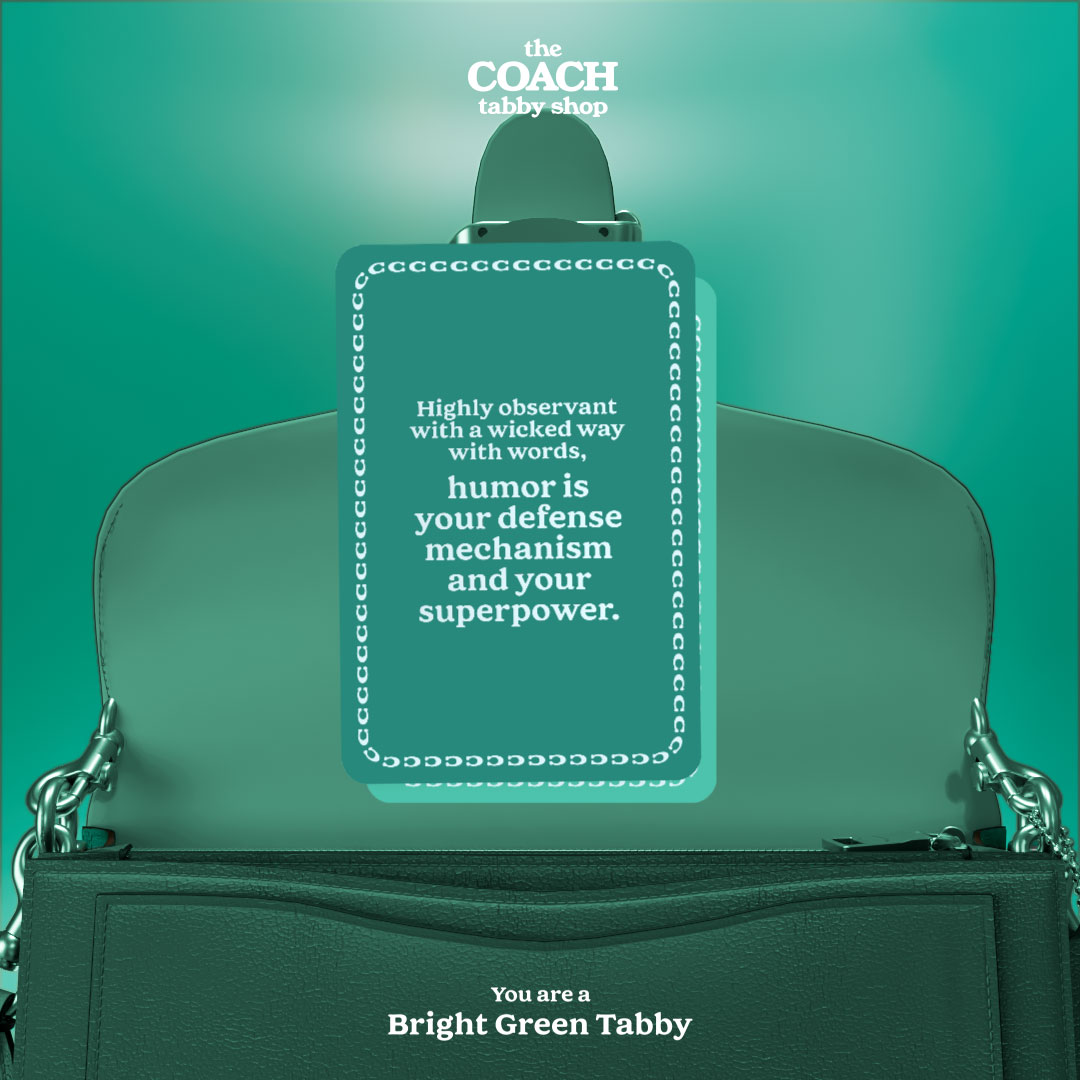 the
COACH
tabby shop
Highly observant
with a wicked way
with words,
humor is
your defense
mechanism
and your
superpower.
You are a
Bright Green Tabby